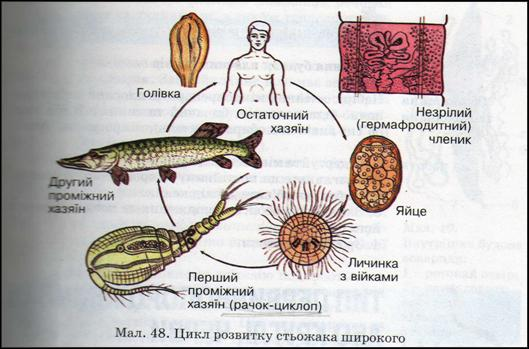 Голівка
Остаточний
хазяїн
Незрілий
(гермафродитний)
членик
Другий
проміжний
хазяїн
Яйце
Личинка
з війками
Перший
проміжний
хазяїн (рачок-циклоп)
Мал. 48. Цикл розвитку стьожака широкого